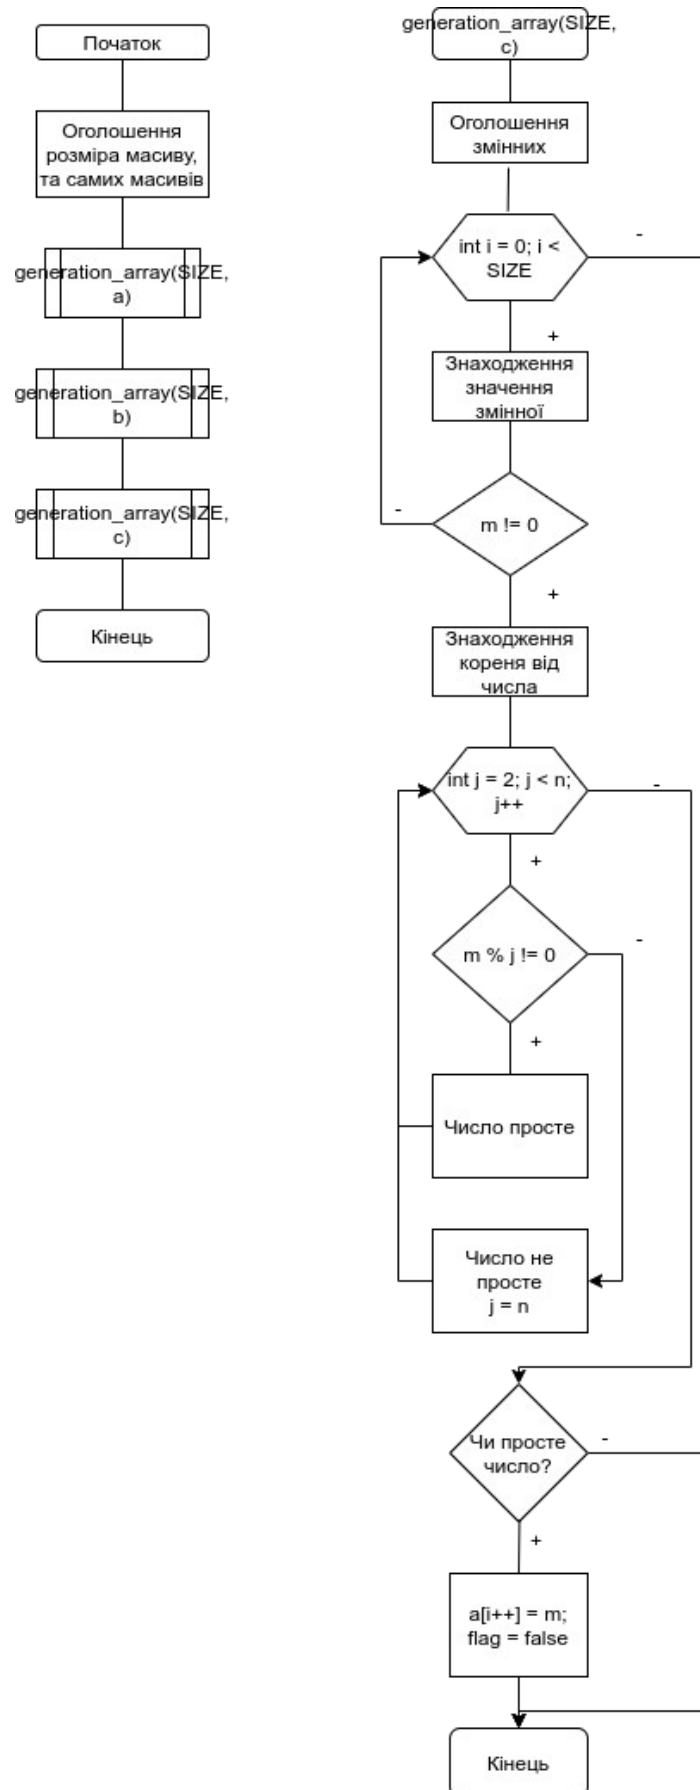 Початок
Оголошення
розміра масиву,
та самих масивів
generation_array(SIZE,
a)
generation_array(SIZE,
b)
generation_array(SIZE,
c)
Кінець
generation_array(SIZE,
c)
Оголошення
змінних
int i = 0; i <
SIZE
-
+
Знаходження
значення
змінної
m != 0
-
+
Знаходження
кореня від
числа
int j = 2; j < n;
j++
-
+
m % j != 0
-
+
Число просте
Число не
просте
j = n
Чи просте
число?
-
+
a[i++] = m;
flag = false
Кінець